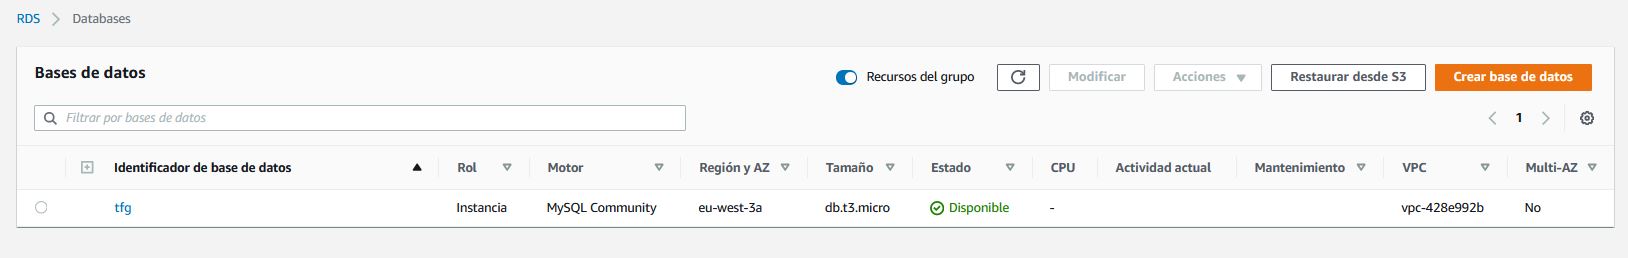 RDS > Databases
Bases de datos
Recursos del grupo
Modificar
Acciones
Restaurar desde S3
Crear base de datos
Filtrar por bases de datos
1
Identificador de base de datos Rol Motor Región y AZ Tamaño Estado CPU Actividad actual Mantenimiento VPC Multi-AZ
tfg Instancia MySQL Community eu-west-3a db.t3.micro Disponible - vpc-428e992b No